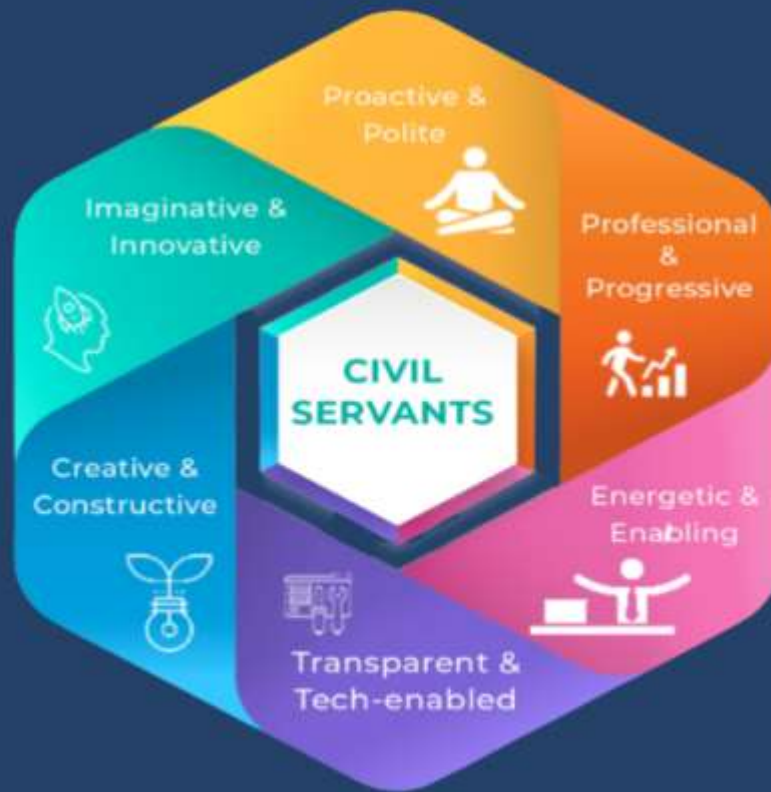 Proactive &
Polite
Professional
&
Progressive
Energetic &
Enabling
Transparent &
Tech-enabled
Creative &
Constructive
Imaginative &
Innovative
CIVIL
SERVANTS